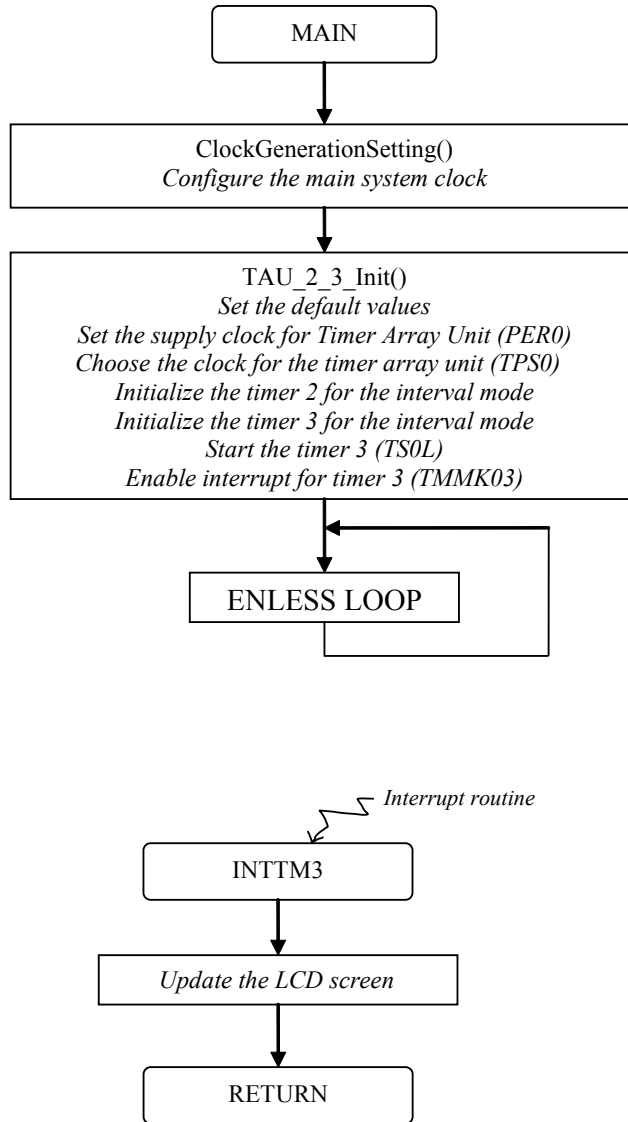 MAIN
ClockGenerationSetting()
Configure the main system clock
TAU_2_3_Init()
Set the default values
Set the supply clock for Timer Array Unit (PER0)
Choose the clock for the timer array unit (TPS0)
Initialize the timer 2 for the interval mode
Initialize the timer 3 for the interval mode
Start the timer 3 (TS0L)
Enable interrupt for timer 3 (TMMK03)
ENLESS LOOP
Interrupt routine
INTTM3
Update the LCD screen
RETURN